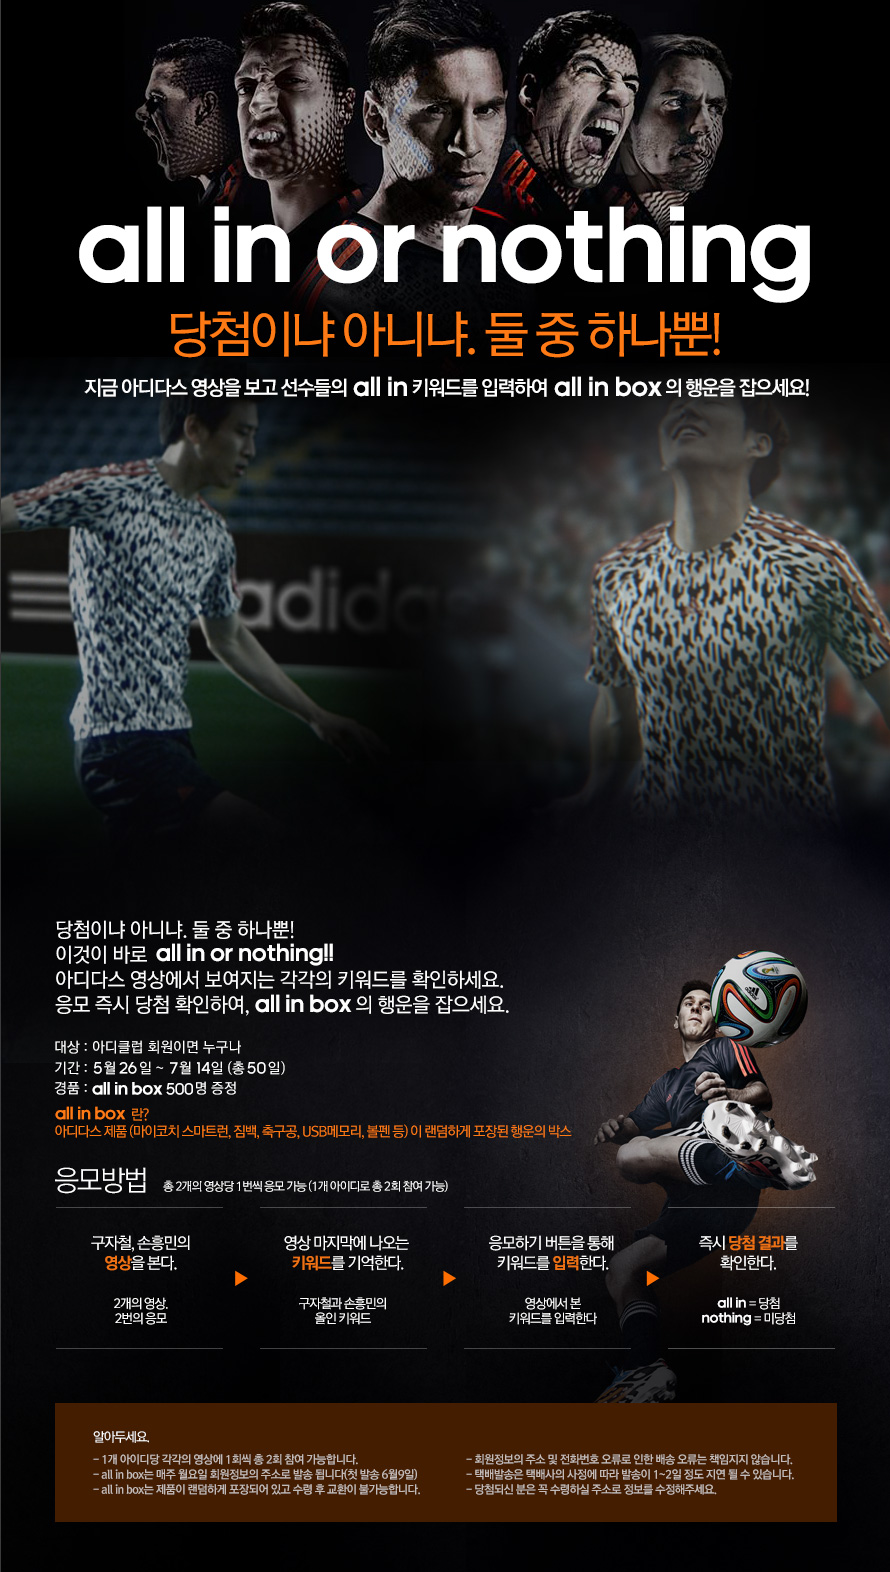 all in or nothing
당첨이냐 아니냐. 둘 중 하나뿐!
지금 아디다스 영상을 보고 선수들의 all in 키워드를 입력하여 all in box 의 행운을 잡으세요!
adidas
당첨이냐 아니냐. 둘 중 하나뿐!
이것이 바로 all in or nothing!!
아디다스 영상에서 보여지는 각각의 키워드를 확인하세요.
응모 즉시 당첨 확인하여, all in box 의 행운을 잡으세요.
adidas
대상 : 아디클럽 회원이면 누구나
기간 : 5월 26일 ~ 7월 14일 (총 50일)
경품 : all in box 500명 증정
all in box 란?
아디다스 제품 (마이코치 스마트런, 짐백, 축구공, USB메모리, 볼펜 등) 이 랜덤하게 포장된 행운의 박스
응모방법 총 2개의 영상당 1번씩 응모 가능 (1개 아이디로 총 2회 참여 가능)
구자철, 손흥민의
영상을 본다.
2개의 영상.
2번의 응모
영상 마지막에 나오는
키워드를 기억한다.
구자철과 손흥민의
올인 키워드
응모하기 버튼을 통해
키워드를 입력한다.
영상에서 본
키워드를 입력한다
즉시 당첨 결과를
확인한다.
all in = 당첨
nothing = 미당첨
알아두세요.
- 1개 아이디당 각각의 영상에 1회씩 총 2회 참여 가능합니다.
- all in box는 매주 월요일 회원정보의 주소로 발송 됩니다(첫 발송 6월9일)
- all in box는 제품이 랜덤하게 포장되어 있고 수령 후 교환이 불가능합니다.
- 회원정보의 주소 및 전화번호 오류로 인한 배송 오류는 책임지지 않습니다.
- 택배발송은 택배사의 사정에 따라 발송이 1~2일 정도 지연 될 수 있습니다.
- 당첨되신 분은 꼭 수령하실 주소로 정보를 수정해주세요.